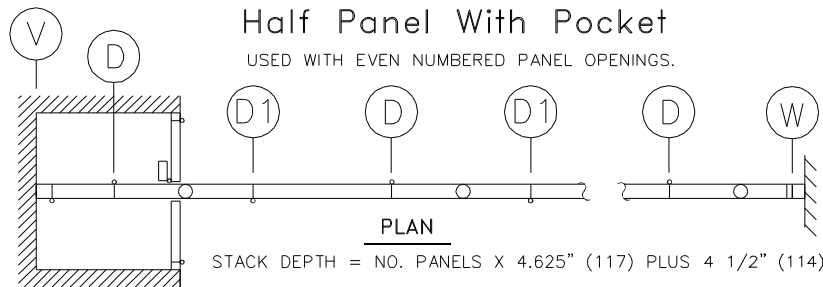 Half Panel With Pocket
USED WITH EVEN NUMBERED PANEL OPENINGS.
V
D
D1
D
D1
D
W
PLAN
STACK DEPTH = NO. PANELS X 4.625" (117) PLUS 4 1/2" (114)